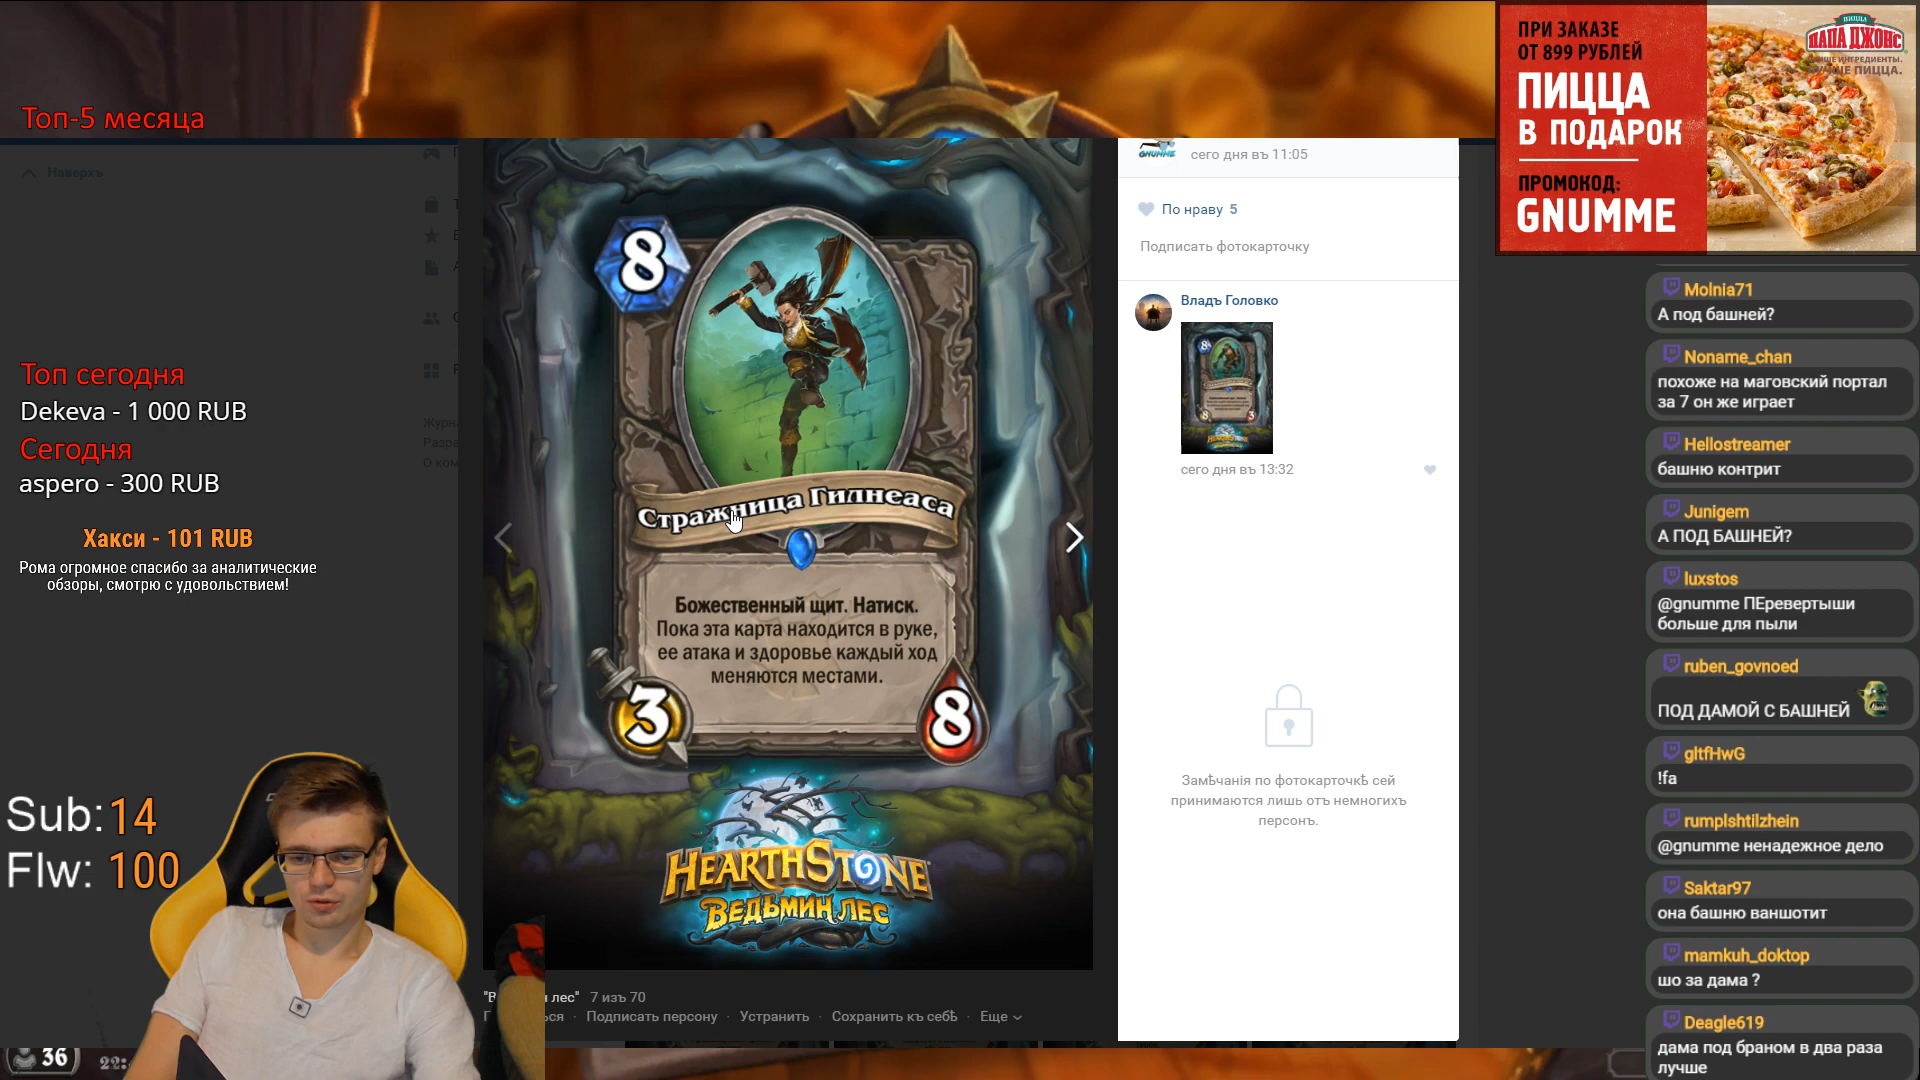 Топ-5 месяца
Наверхъ
Топ сегодня
Dekeva - 1 000 RUB
Сегодня
aspero - 300 RUB
Хакси - 101 RUB
Рома огромное спасибо за аналитические
обзоры, смотрю с удовольствием!
Sub: 14
Flw: 100
36
22:
8
Стражница Гилнеаса
Божественный щит. Натиск.
Пока эта карта находится в руке,
ее атака и здоровье каждый ход
меняются местами.
3
8
HEARTHSTONE
ВЕДЬМИН ЛЕС
лес" 7 изъ 70
Подписать персону · Устранить · Сохранить къ себѣ · Еще
GNUMME
сего дня въ 11:05
По нраву 5
Подписать фотокарточку
Владъ Головко
сего дня въ 13:32
Замѣчанія по фотокарточкѣ сей
принимаются лишь отъ немногихъ
персонъ.
ПРИ ЗАКАЗЕ
ОТ 899 РУБЛЕЙ
ПИЦЦА
В ПОДАРОК
ПРОМОКОД:
GNUMME
ПИЦЦА
ПАПА ДЖОНС
Molnia71
А под башней?
Noname_chan
похоже на маговский портал
за 7 он же играет
Hellostreamer
башню контрит
Junigem
А ПОД БАШНЕЙ?
luxstos
@gnumme ПЕревертыши
больше для пыли
ruben_govnoed
ПОД ДАМОЙ С БАШНЕЙ
gltfHwG
!fa
rumplshtilzhein
@gnumme ненадежное дело
Saktar97
она башню ваншотит
mamkuh_doktop
шо за дама ?
Deagle619
дама под браном в два раза
лучше